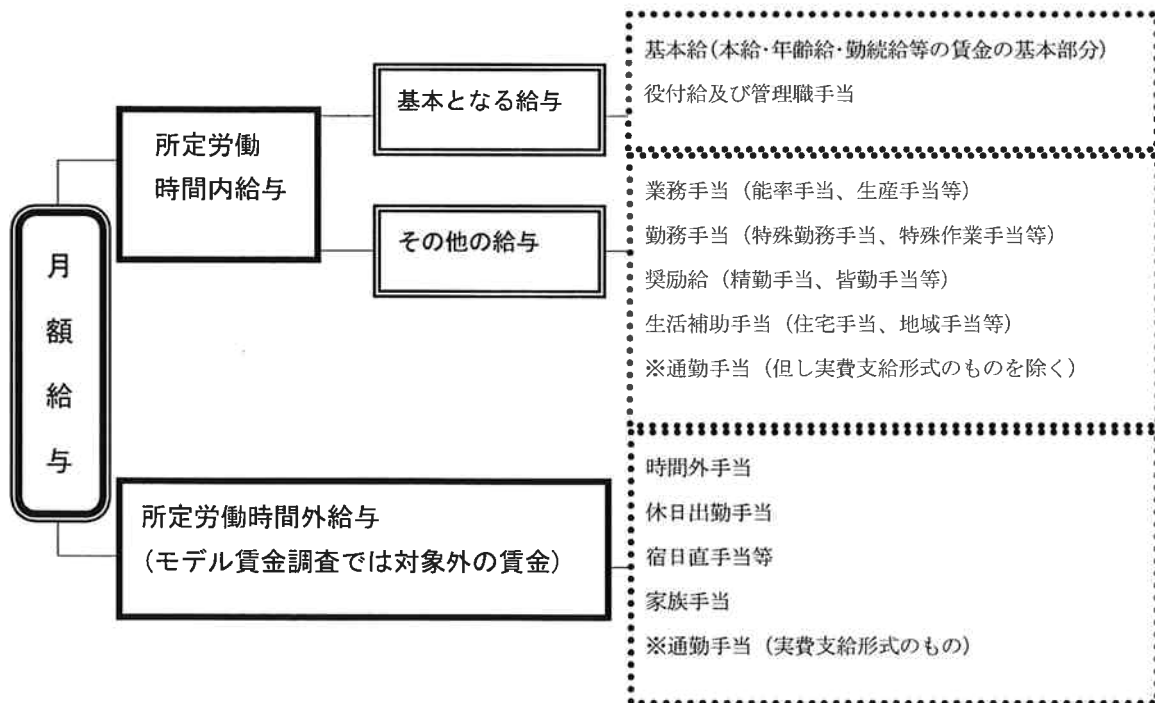 月額給与
所定労働
時間内給与
基本となる給与
基本給(本給・年齢給・勤続給等の賃金の基本部分)
役付給及び管理職手当
その他の給与
業務手当（能率手当、生産手当等）
勤務手当（特殊勤務手当、特殊作業手当等）
奨励給（精勤手当、皆勤手当等）
生活補助手当（住宅手当、地域手当等）
※通勤手当（但し実費支給形式のものを除く）
所定労働時間外給与
（モデル賃金調査では対象外の賃金）
時間外手当
休日出勤手当
宿日直手当等
家族手当
※通勤手当（実費支給形式のもの）